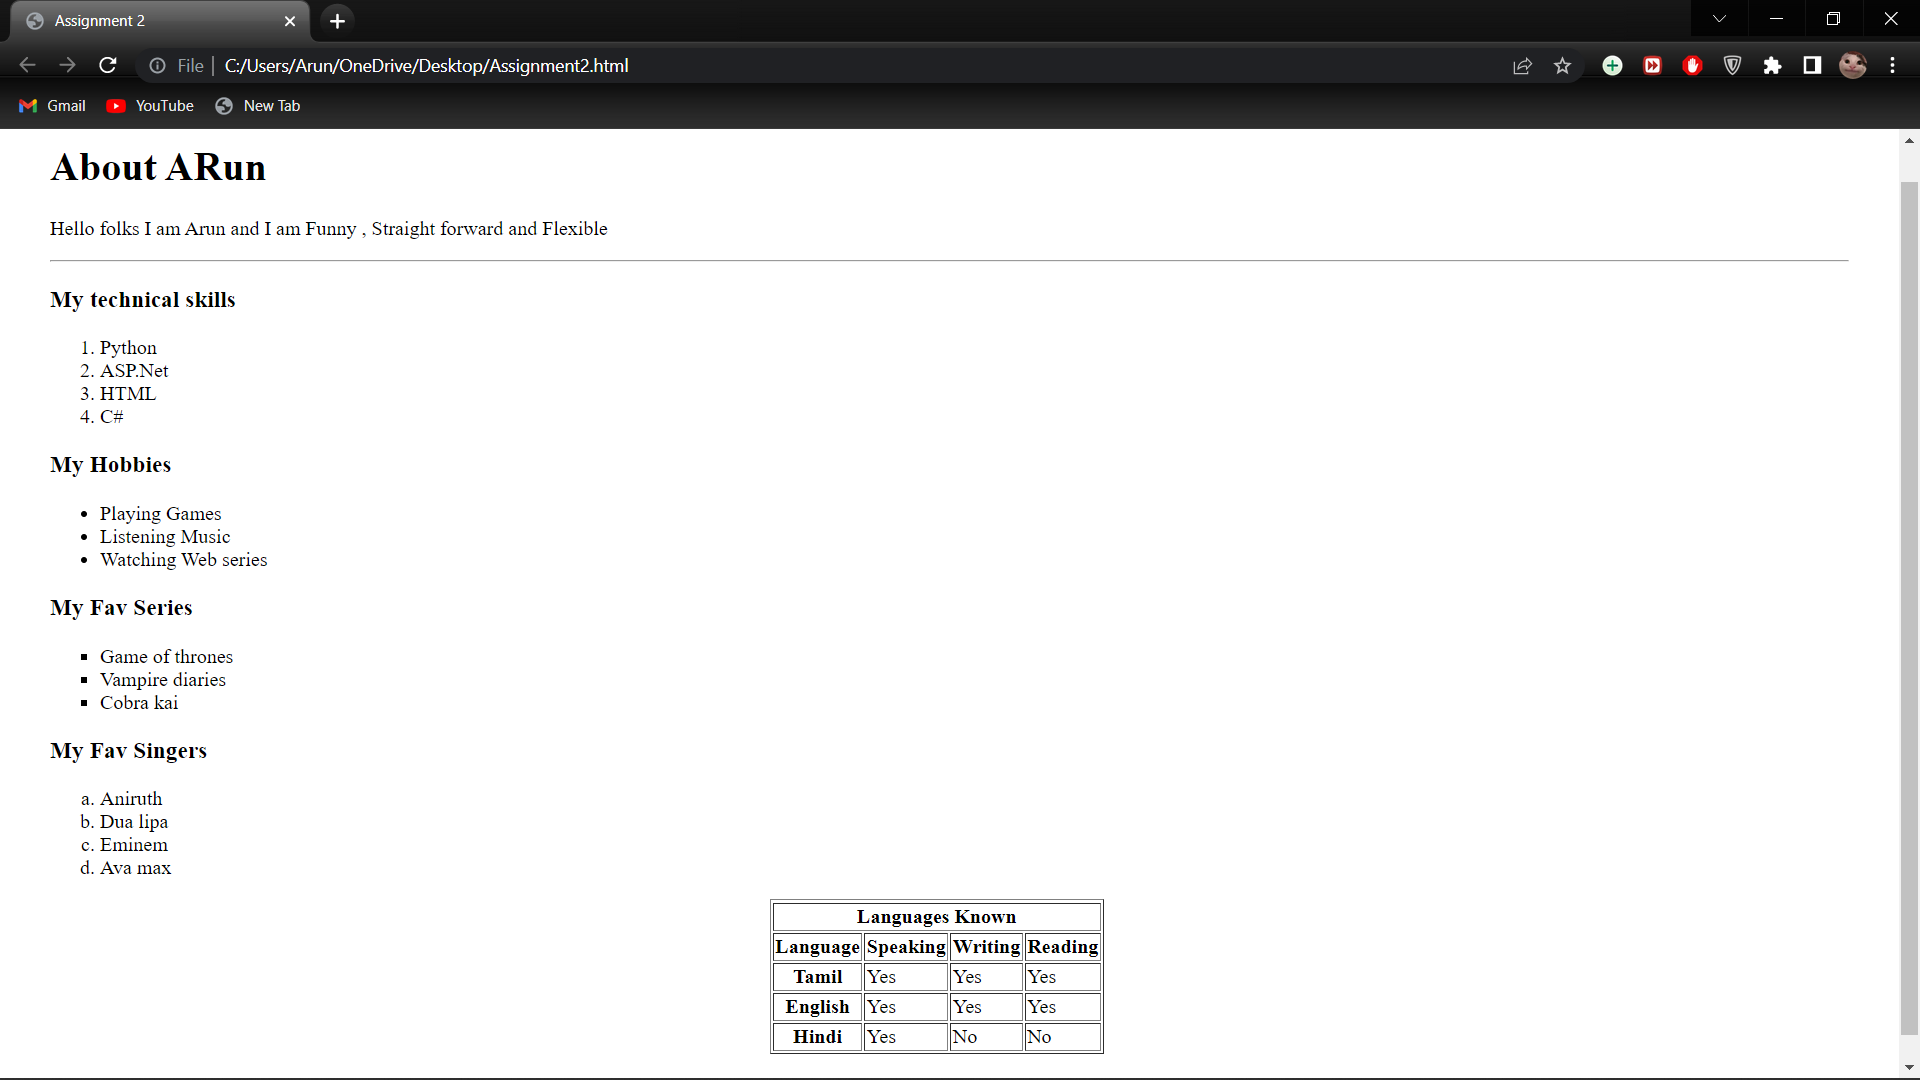 Assignment 2
File | C:/Users/Arun/OneDrive/Desktop/Assignment2.html
Gmail YouTube New Tab
About ARun
Hello folks I am Arun and I am Funny , Straight forward and Flexible
My technical skills
1. Python
2. ASP.Net
3. HTML
4. C#
My Hobbies
• Playing Games
• Listening Music
• Watching Web series
My Fav Series
▪ Game of thrones
▪ Vampire diaries
▪ Cobra kai
My Fav Singers
a. Aniruth
b. Dua lipa
c. Eminem
d. Ava max
Languages Known
Language Speaking Writing Reading
Tamil Yes Yes Yes
English Yes Yes Yes
Hindi Yes No No